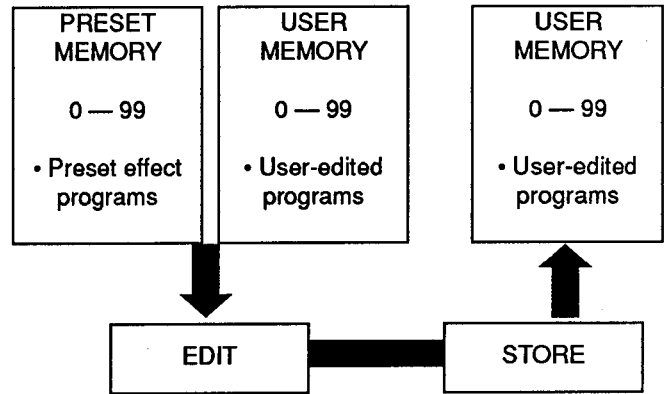 PRESET
MEMORY
0 — 99
• Preset effect
programs
USER
MEMORY
0 — 99
• User-edited
programs
USER
MEMORY
0 — 99
• User-edited
programs
EDIT
STORE